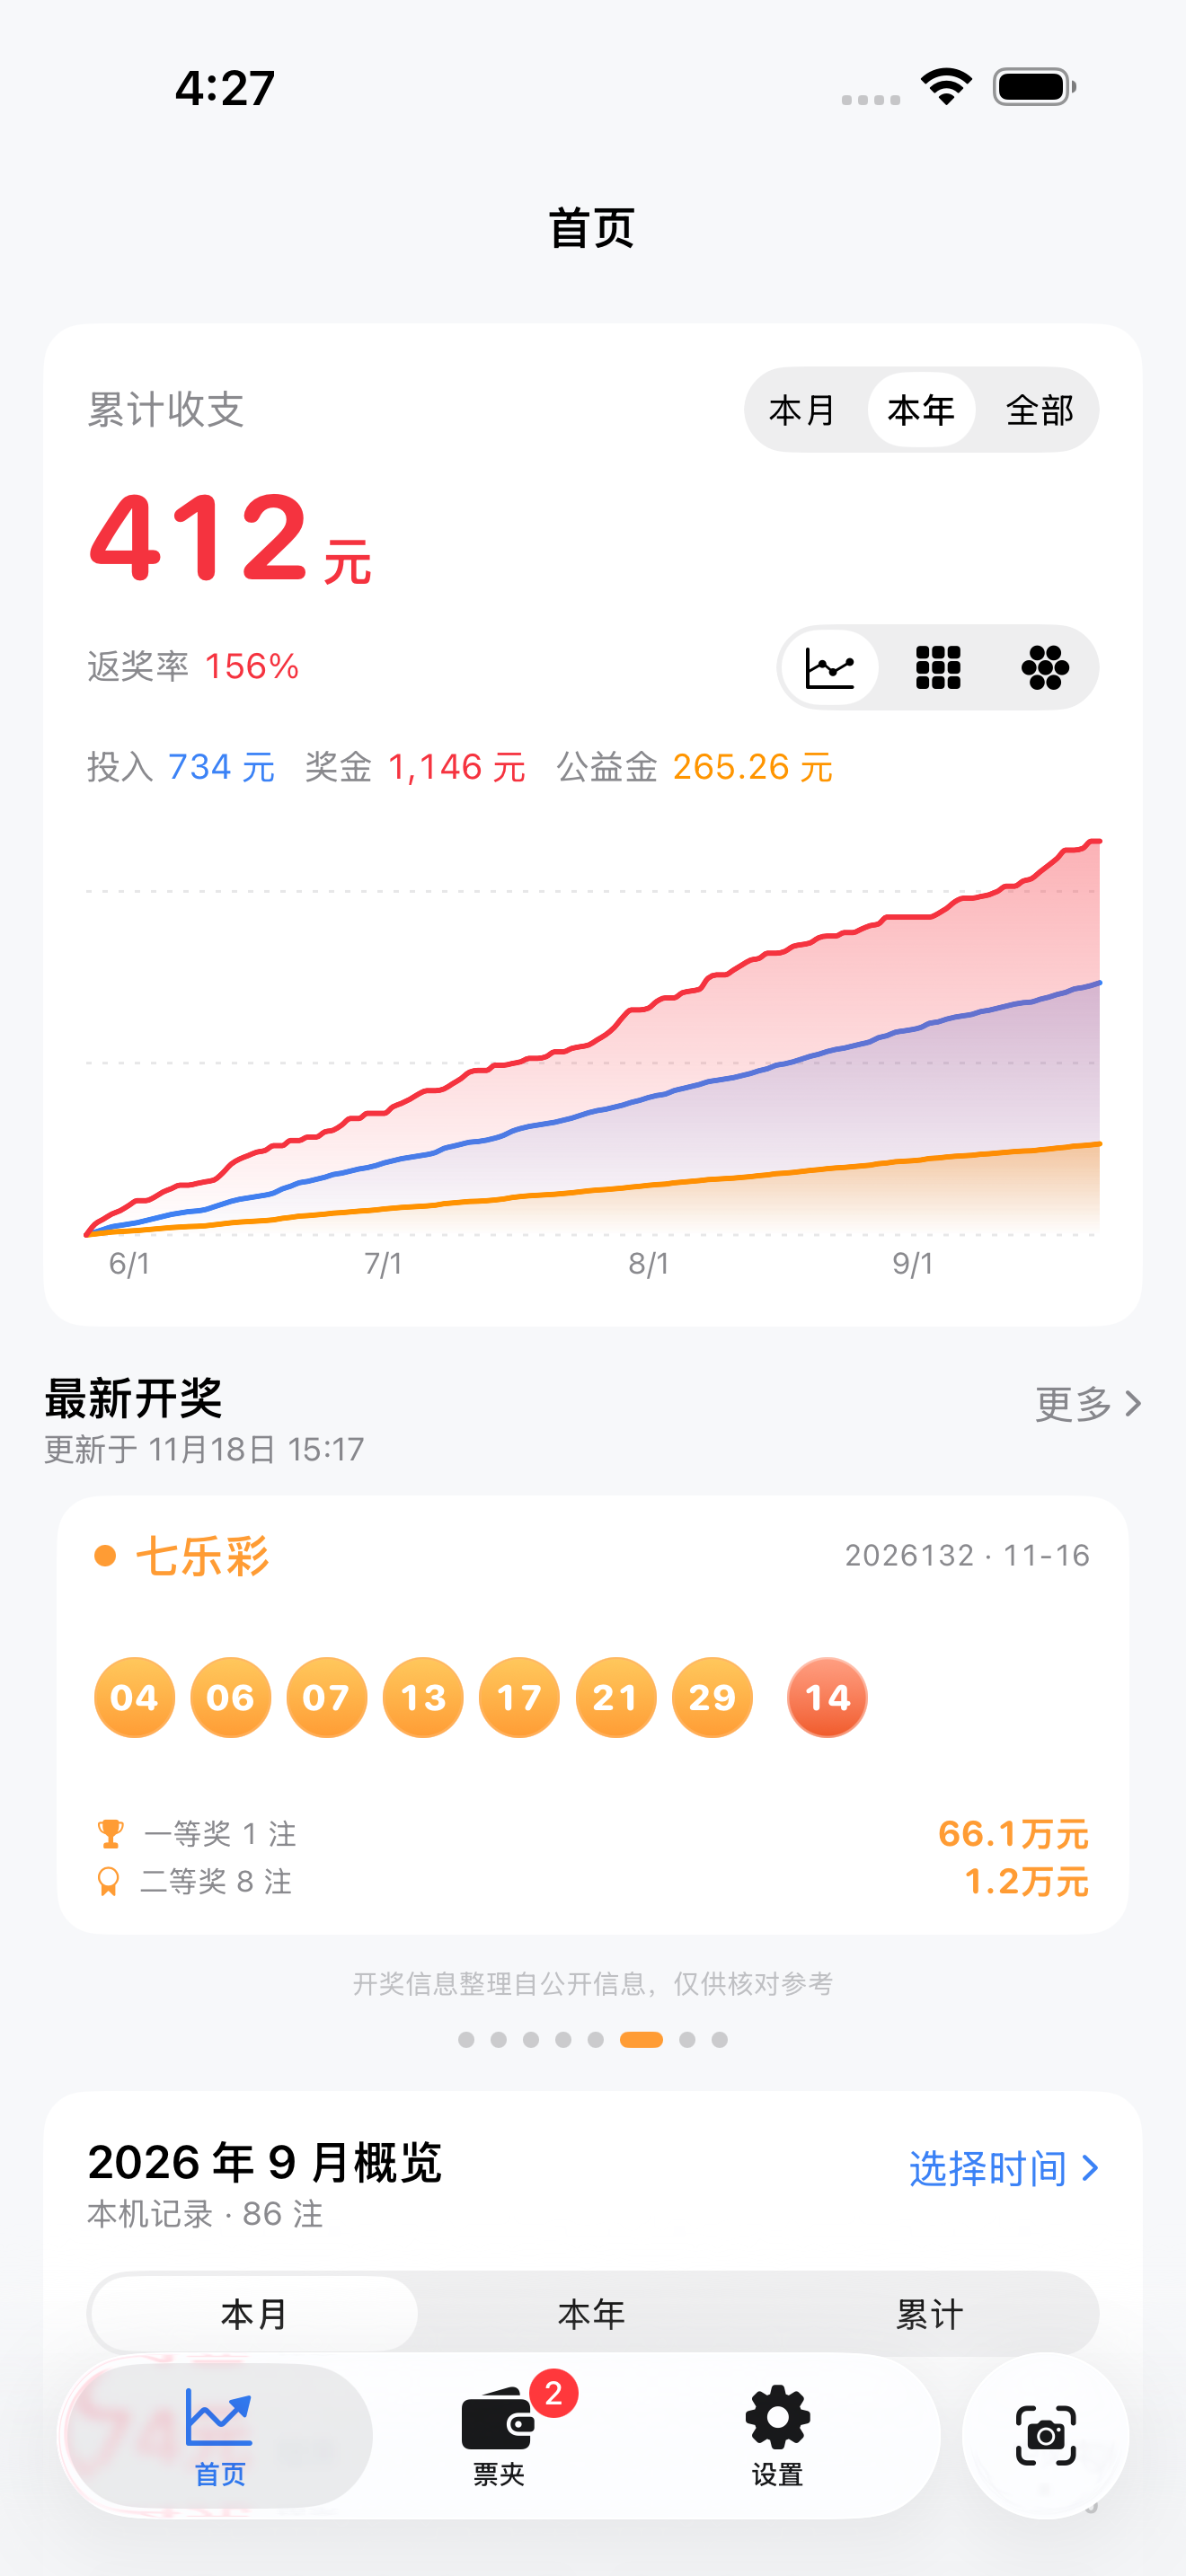 4:27
首页
累计收支
本月 本年 全部
412 元
返奖率 156%
投入 734 元 奖金 1,146 元 公益金 265.26 元
6/1 7/1 8/1 9/1
最新开奖
更多
更新于 11月18日 15:17
七乐彩
2026132 · 11-16
04 06 07 13 17 21 29 14
一等奖 1 注 66.1万元
二等奖 8 注 1.2万元
开奖信息整理自公开信息，仅供核对参考
2026 年 9 月概览
选择时间
本机记录 · 86 注
本月 本年 累计
2
首页 票夹 设置